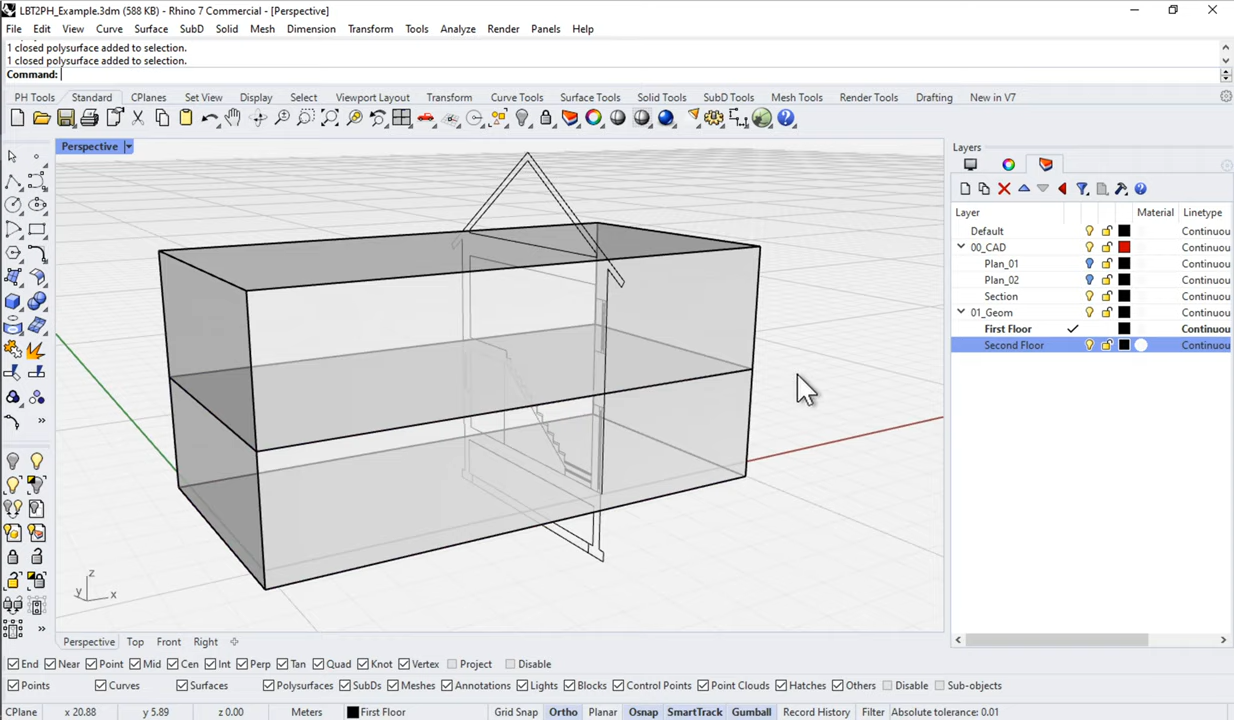 LBT2PH_Example.3dm (588 KB) - Rhino 7 Commercial - [Perspective]
File Edit View Curve Surface SubD Solid Mesh Dimension Transform Tools Analyze Render Panels Help
1 closed polysurface added to selection.
1 closed polysurface added to selection.
Command:
PH Tools Standard CPlanes Set View Display Select Viewport Layout Transform Curve Tools Surface Tools Solid Tools SubD Tools Mesh Tools Render Tools Drafting New in V7
Perspective
Layers
Layer Material Linetype
Default Continuou
00_CAD Continuou
Plan_01 Continuou
Plan_02 Continuou
Section Continuou
01_Geom Continuou
First Floor Continuou
Second Floor Continuou
z
y x
Perspective Top Front Right
End Near Point Mid Cen Int Perp Tan Quad Knot Vertex Project Disable
Points Curves Surfaces Polysurfaces SubDs Meshes Annotations Lights Blocks Control Points Point Clouds Hatches Others Disable Sub-objects
CPlane x 20.88 y 5.89 z 0.00 Meters First Floor Grid Snap Ortho Planar Osnap SmartTrack Gumball Record History Filter Absolute tolerance: 0.01